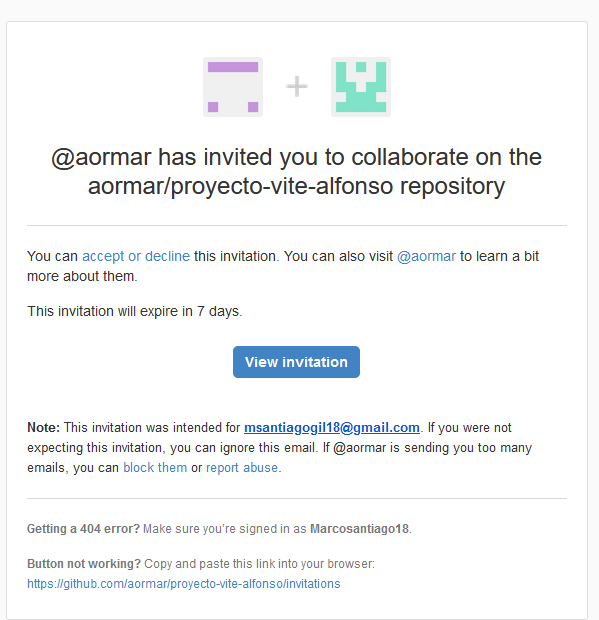 @aormar has invited you to collaborate on the
aormar/proyecto-vite-alfonso repository
You can accept or decline this invitation. You can also visit @aormar to learn a bit
more about them.
This invitation will expire in 7 days.
View invitation
Note: This invitation was intended for msantiagogil18@gmail.com. If you were not
expecting this invitation, you can ignore this email. If @aormar is sending you too many
emails, you can block them or report abuse.
Getting a 404 error? Make sure you’re signed in as Marcosantiago18.
Button not working? Copy and paste this link into your browser:
https://github.com/aormar/proyecto-vite-alfonso/invitations